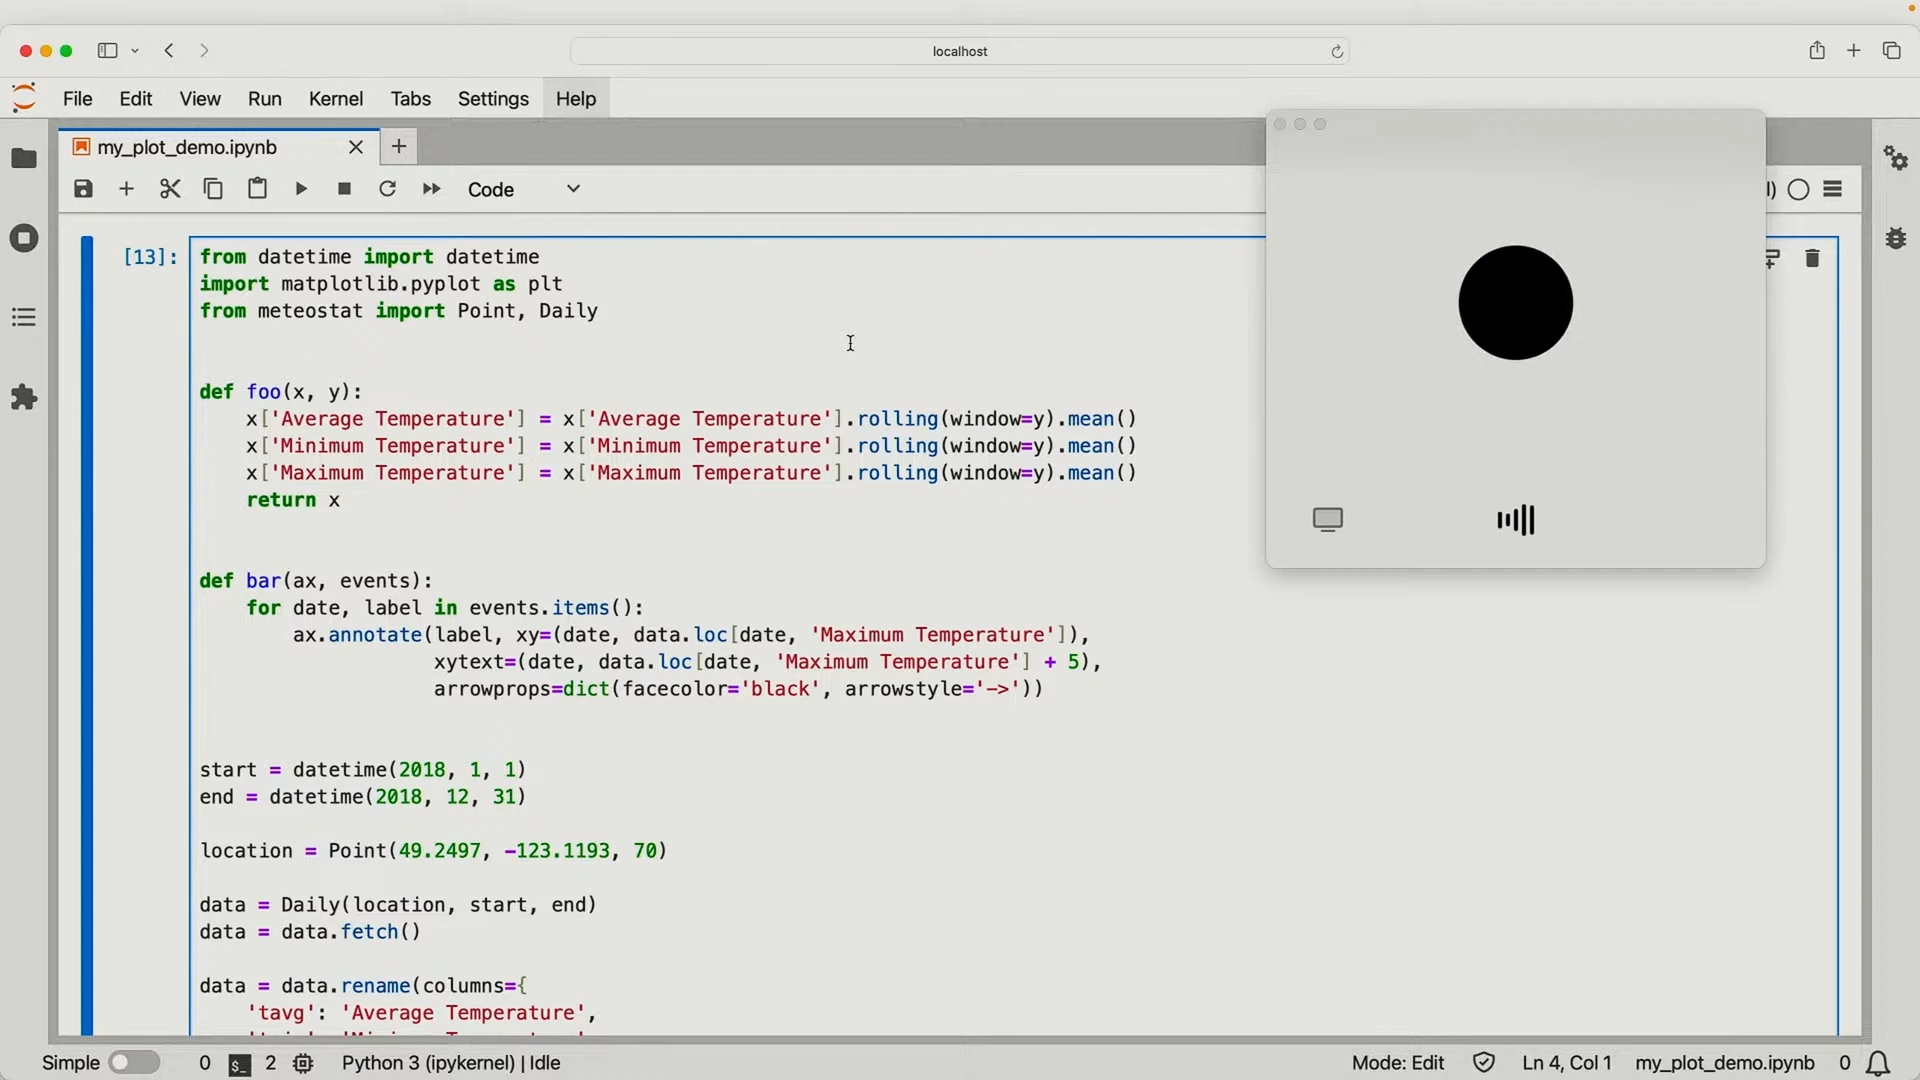 localhost
File Edit View Run Kernel Tabs Settings Help
my_plot_demo.ipynb
Code
[13]:
from datetime import datetime
import matplotlib.pyplot as plt
from meteostat import Point, Daily
def foo(x, y):
    x['Average Temperature'] = x['Average Temperature'].rolling(window=y).mean()
    x['Minimum Temperature'] = x['Minimum Temperature'].rolling(window=y).mean()
    x['Maximum Temperature'] = x['Maximum Temperature'].rolling(window=y).mean()
    return x
def bar(ax, events):
    for date, label in events.items():
        ax.annotate(label, xy=(date, data.loc[date, 'Maximum Temperature']),
                    xytext=(date, data.loc[date, 'Maximum Temperature'] + 5),
                    arrowprops=dict(facecolor='black', arrowstyle='->'))
start = datetime(2018, 1, 1)
end = datetime(2018, 12, 31)
location = Point(49.2497, -123.1193, 70)
data = Daily(location, start, end)
data = data.fetch()
data = data.rename(columns={
    'tavg': 'Average Temperature',
Simple 0 $_ 2 Python 3 (ipykernel) | Idle Mode: Edit Ln 4, Col 1 my_plot_demo.ipynb 0